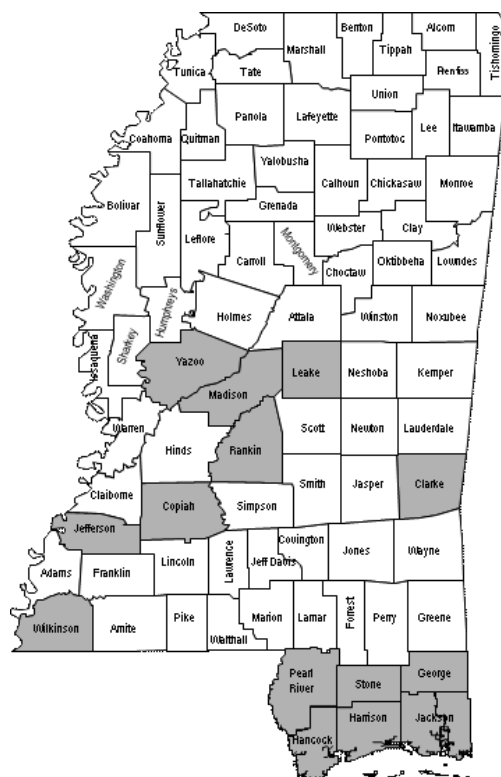 DeSoto
Marshall
Benton
Tippah
Alcorn
Tishomingo
Tunica
Tate
Prentiss
Union
Panola
Lafeyette
Pontotoc
Lee
Itawamba
Coahoma
Quitman
Yalobusha
Tallahatchie
Calhoun
Chickasaw
Monroe
Bolivar
Sunflower
Leflore
Grenada
Webster
Clay
Carroll
Montgomery
Choctaw
Oktibbeha
Lowndes
Washington
Humphreys
Holmes
Attala
Winston
Noxubee
Issaquena
Sharkey
Yazoo
Madison
Leake
Neshoba
Kemper
Warren
Hinds
Rankin
Scott
Newton
Lauderdale
Claiborne
Copiah
Simpson
Smith
Jasper
Clarke
Jefferson
Adams
Franklin
Lincoln
Lawrence
Jeff Davis
Covington
Jones
Wayne
Wilkinson
Amite
Pike
Walthall
Marion
Lamar
Forrest
Perry
Greene
Pearl
River
Stone
George
Hancock
Harrison
Jackson